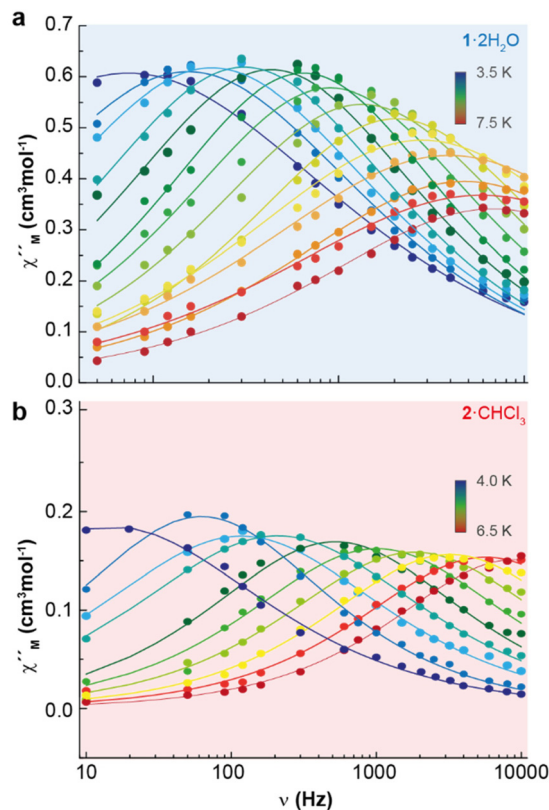 a
0.7
0.6
0.5
0.4
0.3
0.2
0.1
0.0
χ´´M (cm³mol⁻¹)
1·2H₂O
3.5 K
7.5 K
b
0.3
0.2
0.1
0.0
χ´´M (cm³mol⁻¹)
2·CHCl₃
4.0 K
6.5 K
10
100
1000
10000
ν (Hz)